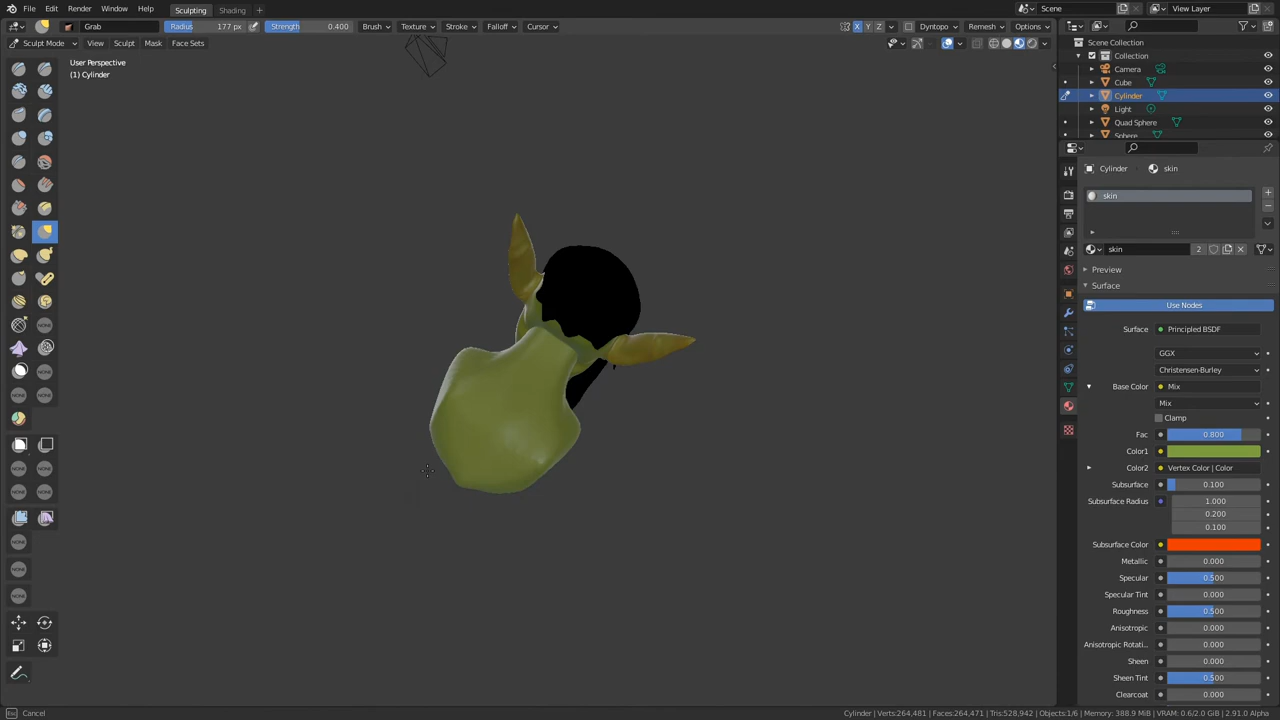 File Edit Render Window Help Sculpting Shading + Scene View Layer
Grab Radius 177 px Strength 0.400 Brush Texture Stroke Falloff Cursor X Y Z Dyntopo Remesh Options
Sculpt Mode View Sculpt Mask Face Sets
User Perspective
(1) Cylinder
Scene Collection
Collection
Camera
Cube
Cylinder
Light
Quad Sphere
Sphere
Cylinder skin
skin
skin 2
Preview
Surface
Use Nodes
Surface Principled BSDF
GGX
Christensen-Burley
Base Color Mix
Mix
Clamp
Fac 0.800
Color1
Color2 Vertex Color | Color
Subsurface 0.100
Subsurface Radius 1.000
0.200
0.100
Subsurface Color
Metallic 0.000
Specular 0.500
Specular Tint 0.000
Roughness 0.500
Anisotropic 0.000
Anisotropic Rotati... 0.000
Sheen 0.000
Sheen Tint 0.500
Clearcoat 0.000
Cancel Cylinder | Verts:264,481 | Faces:264,471 | Tris:528,942 | Objects:1/6 | Memory: 388.9 MiB | VRAM: 0.6/2.0 GiB | 2.91.0 Alpha